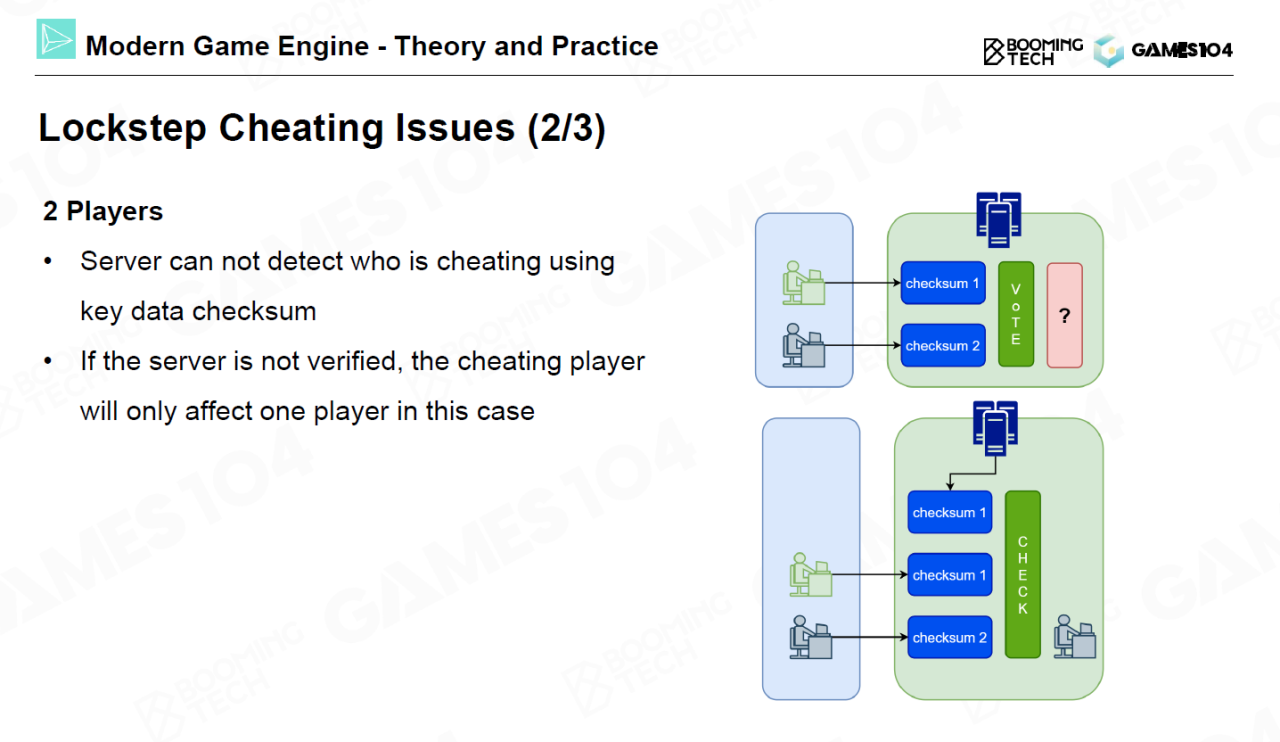 Modern Game Engine - Theory and Practice
BOOMING
TECH
GAMES104
Lockstep Cheating Issues (2/3)
2 Players
• Server can not detect who is cheating using
key data checksum
• If the server is not verified, the cheating player
will only affect one player in this case
checksum 1
checksum 2
VoTE
?
checksum 1
checksum 1
checksum 2
CHECK